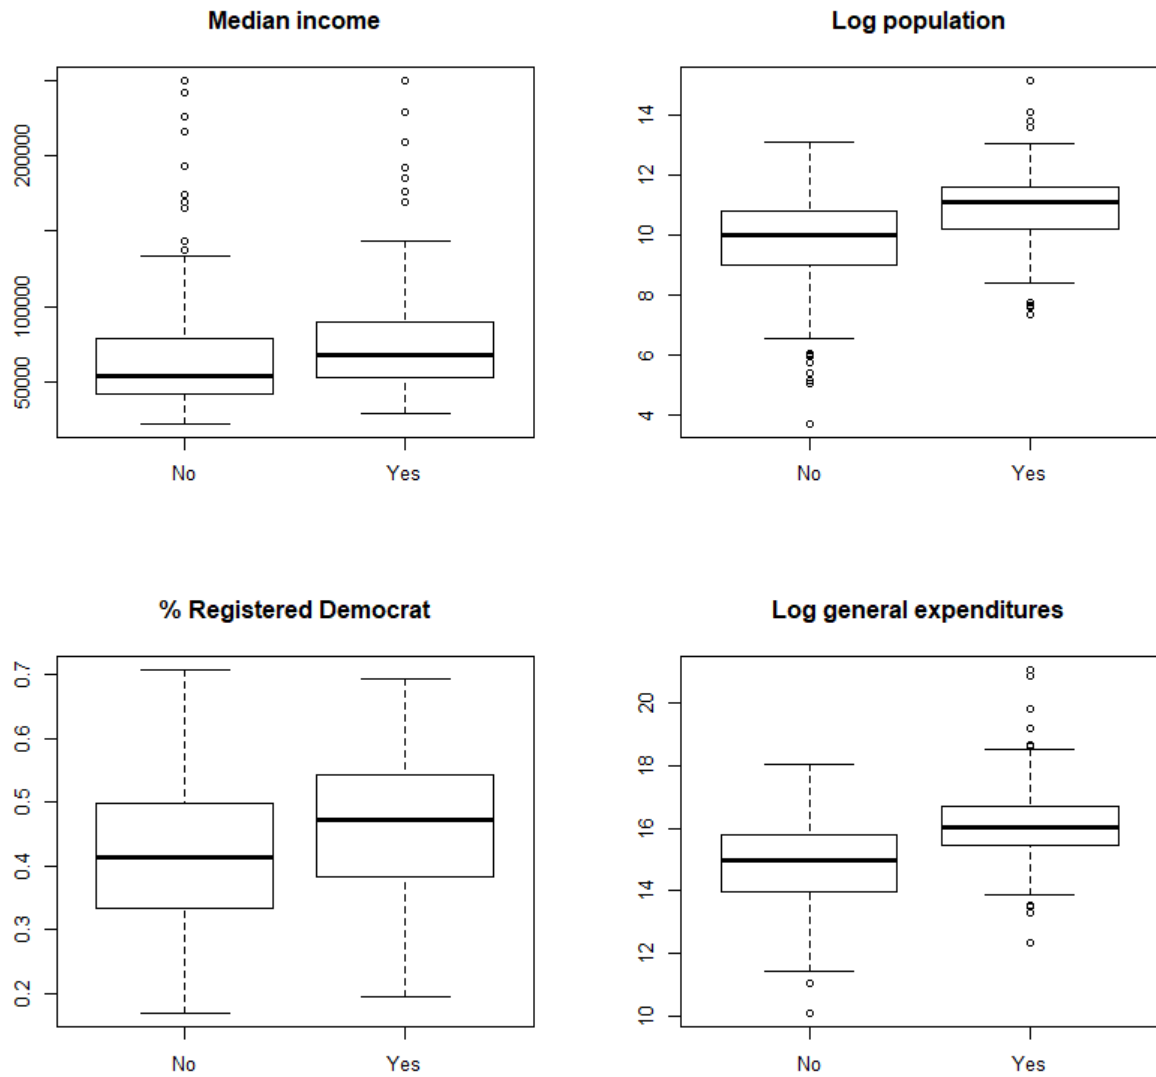 Median income
200000
100000
50000
No Yes
Log population
14
12
10
8
6
4
No Yes
% Registered Democrat
0.7
0.6
0.5
0.4
0.3
0.2
No Yes
Log general expenditures
20
18
16
14
12
10
No Yes